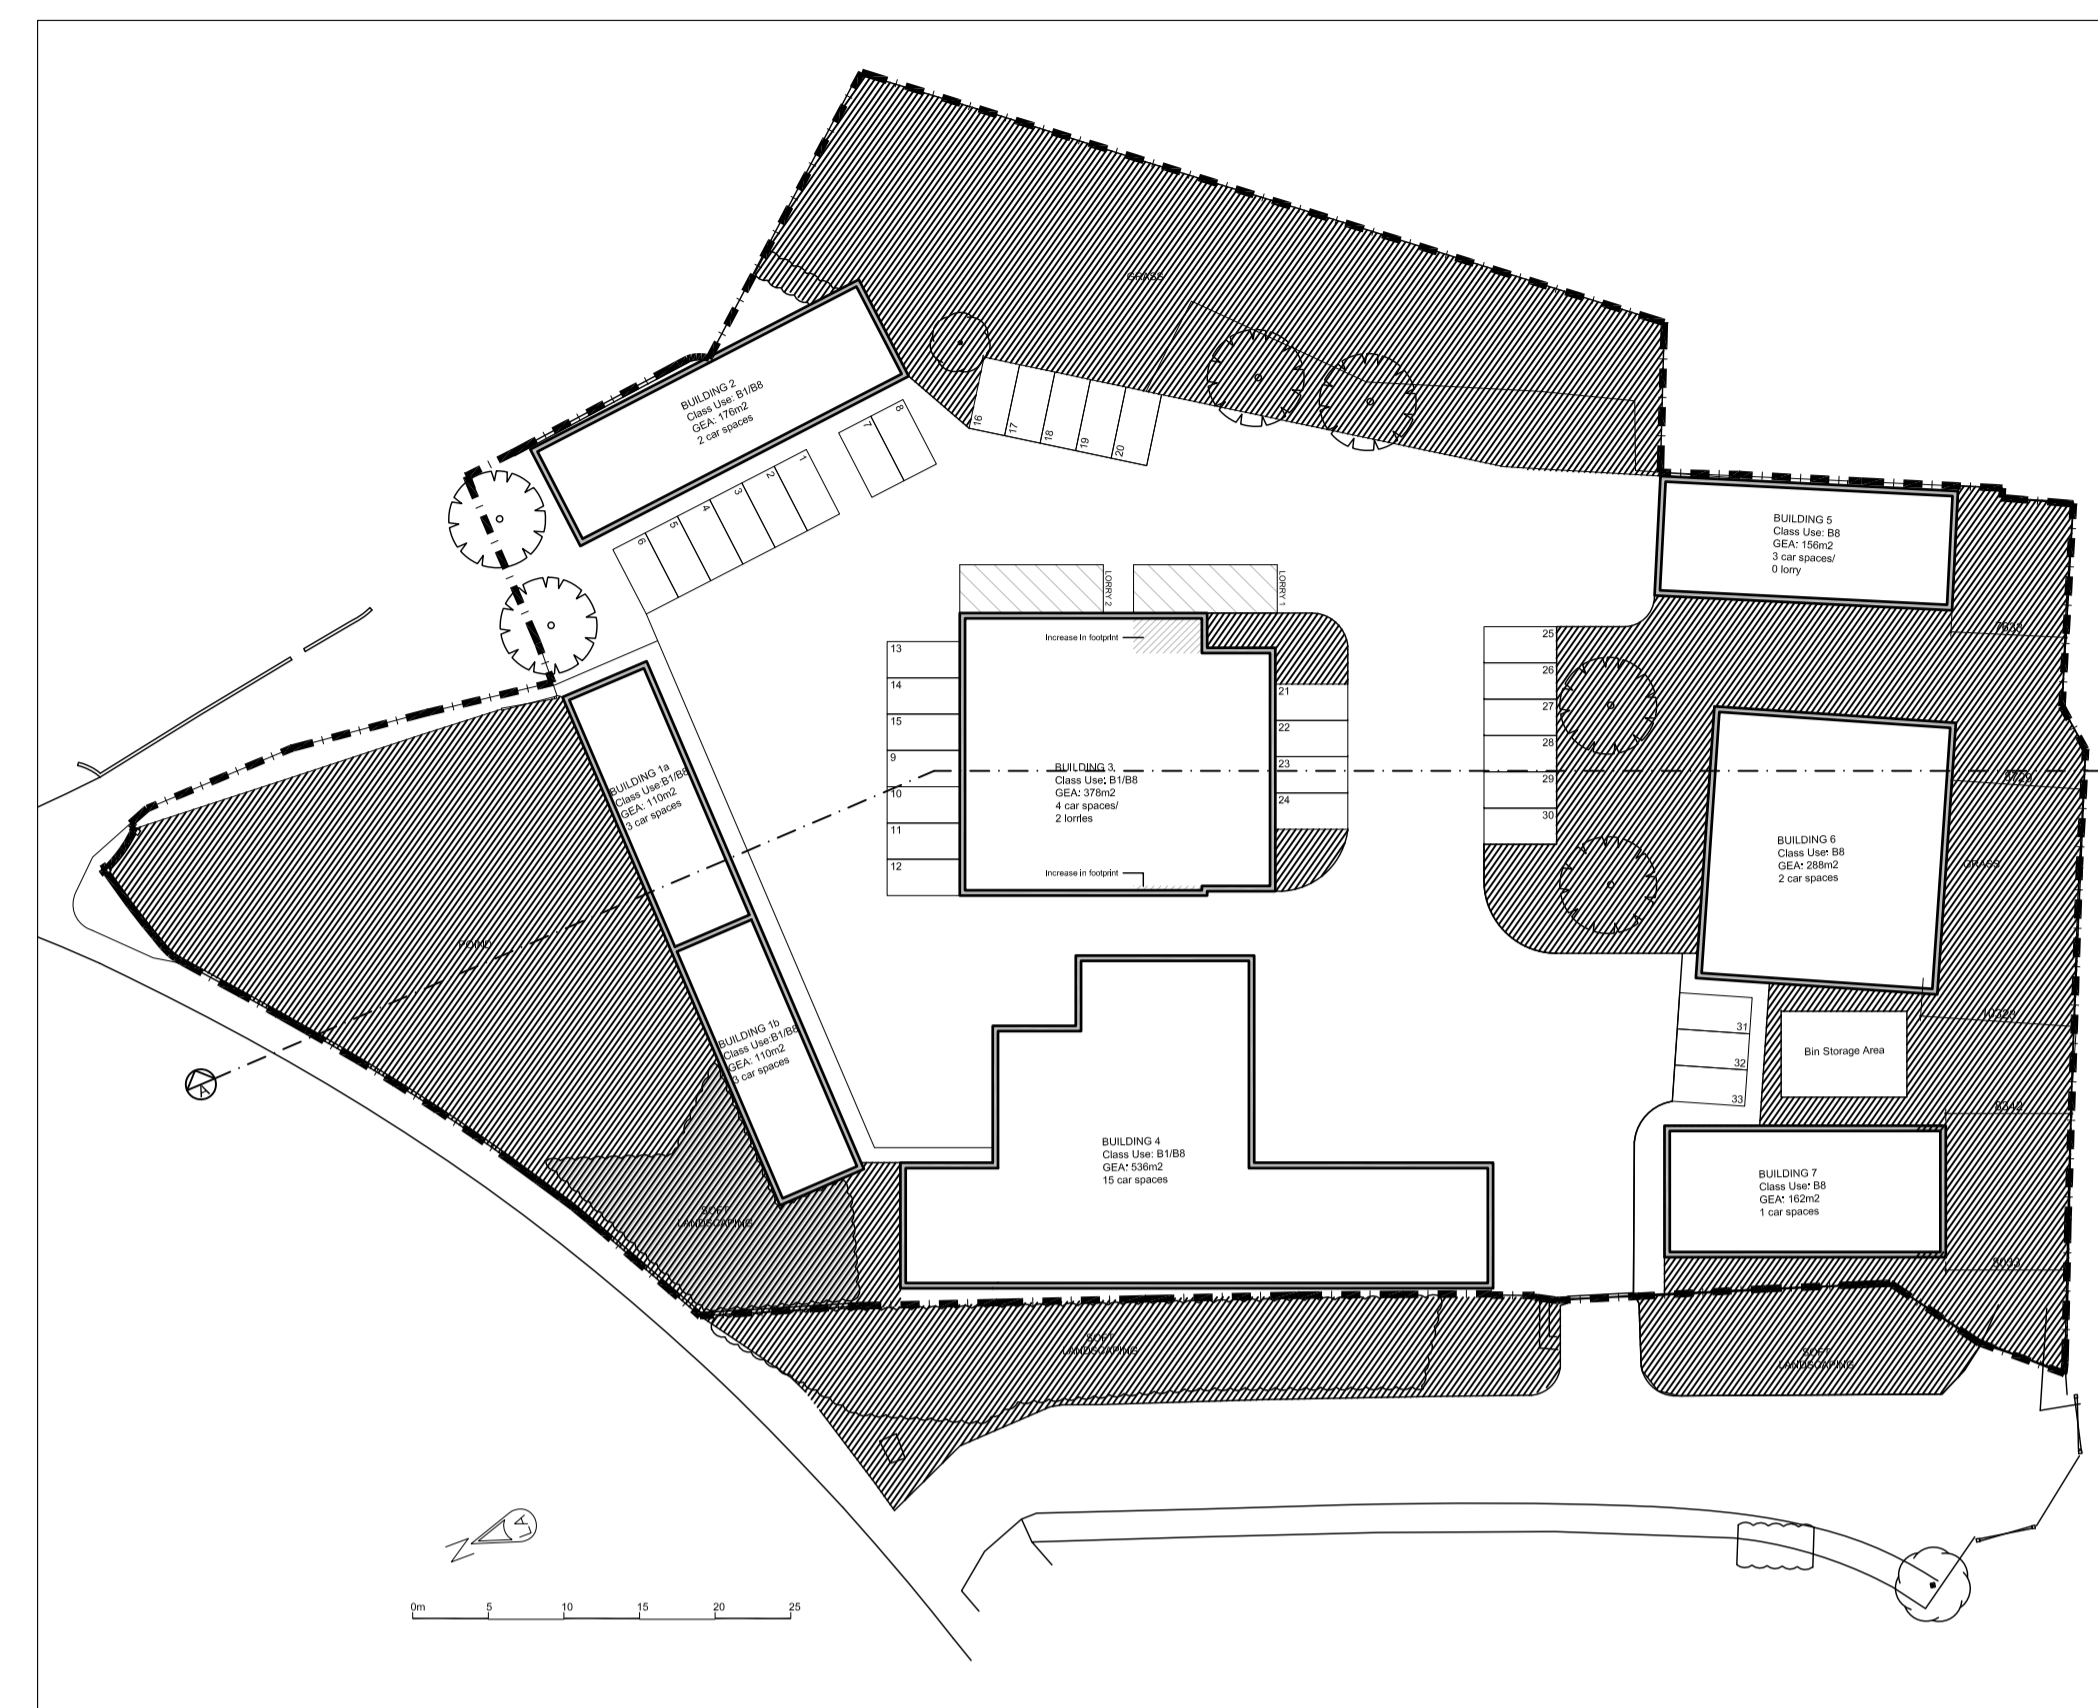 GRASS
BUILDING 2
Class Use: B1/B8
GEA: 176m2
2 car spaces
8
7
1
2
3
4
5
6
16
17
18
19
20
BUILDING 5
Class Use: B8
GEA: 156m2
3 car spaces/
0 lorry
LORRY 2
LORRY 1
Increase in footprint
13
14
15
9
10
11
12
21
22
23
24
25
26
27
28
29
30
BUILDING 3
Class Use: B1/B8
GEA: 378m2
4 car spaces/
2 lorries
Increase in footprint
BUILDING 1a
Class Use:B1/B8
GEA: 110m2
3 car spaces
BUILDING 6
Class Use: B8
GEA: 288m2
2 car spaces
GRASS
BUILDING 1b
Class Use:B1/B8
GEA: 110m2
3 car spaces
A
31
32
33
Bin Storage Area
BUILDING 4
Class Use: B1/B8
GEA: 536m2
15 car spaces
BUILDING 7
Class Use: B8
GEA: 162m2
1 car spaces
SOFT
LANDSCAPING
SOFT
LANDSCAPING
SOFT
LANDSCAPING
N
0m 5 10 15 20 25